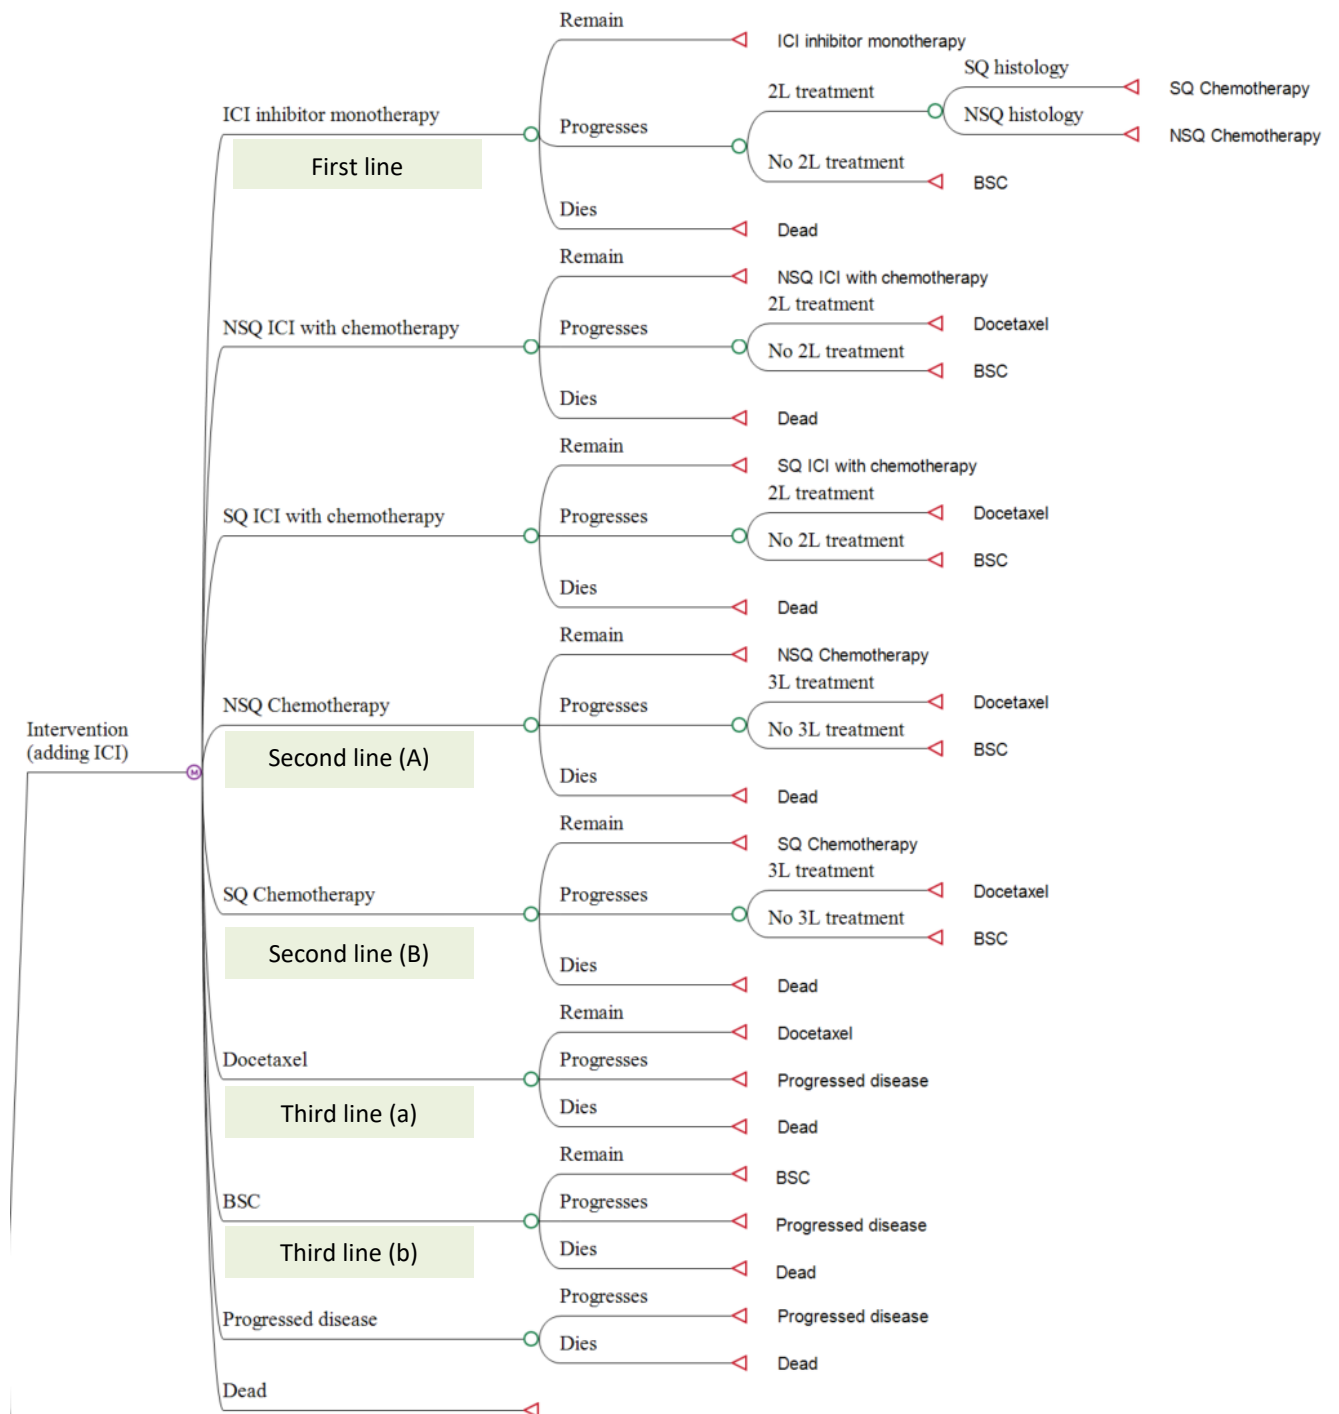 Remain
ICI inhibitor monotherapy
SQ histology
2L treatment
SQ Chemotherapy
ICI inhibitor monotherapy
Progresses
NSQ histology
NSQ Chemotherapy
First line
No 2L treatment
BSC
Dies
Dead
Remain
NSQ ICI with chemotherapy
2L treatment
NSQ ICI with chemotherapy
Progresses
Docetaxel
No 2L treatment
BSC
Dies
Dead
Remain
SQ ICI with chemotherapy
2L treatment
SQ ICI with chemotherapy
Progresses
Docetaxel
No 2L treatment
BSC
Dies
Dead
Remain
NSQ Chemotherapy
3L treatment
NSQ Chemotherapy
Progresses
Docetaxel
Intervention
(adding ICI)
No 3L treatment
Second line (A)
BSC
Dies
Dead
M
Remain
SQ Chemotherapy
3L treatment
SQ Chemotherapy
Progresses
Docetaxel
No 3L treatment
Second line (B)
BSC
Dies
Dead
Remain
Docetaxel
Docetaxel
Progresses
Progressed disease
Third line (a)
Dies
Dead
Remain
BSC
BSC
Progresses
Progressed disease
Third line (b)
Dies
Dead
Progresses
Progressed disease
Progressed disease
Dies
Dead
Dead